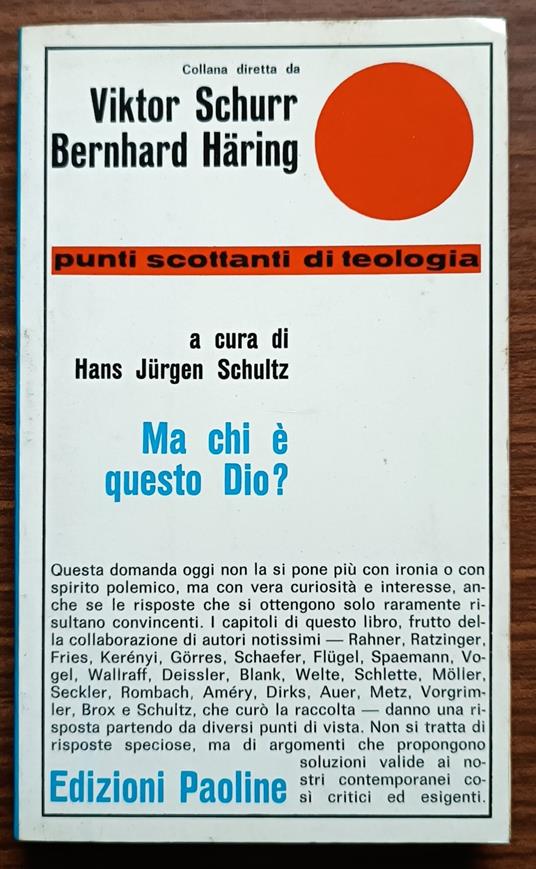 Collana diretta da
Viktor Schurr
Bernhard Häring
punti scottanti di teologia
a cura di
Hans Jürgen Schultz
Ma chi è
questo Dio?
Questa domanda oggi non la si pone più con ironia o con
spirito polemico, ma con vera curiosità e interesse, an-
che se le risposte che si ottengono solo raramente ri-
sultano convincenti. I capitoli di questo libro, frutto del-
la collaborazione di autori notissimi — Rahner, Ratzinger,
Fries, Kerényi, Görres, Schaefer, Flügel, Spaemann, Vo-
gel, Wallraff, Deissler, Blank, Welte, Schlette, Möller,
Seckler, Rombach, Améry, Dirks, Auer, Metz, Vorgrim-
ler, Brox e Schultz, che curò la raccolta — danno una ri-
sposta partendo da diversi punti di vista. Non si tratta di
risposte speciose, ma di argomenti che propongono
soluzioni valide ai no-
stri contemporanei co-
sì critici ed esigenti.
Edizioni Paoline